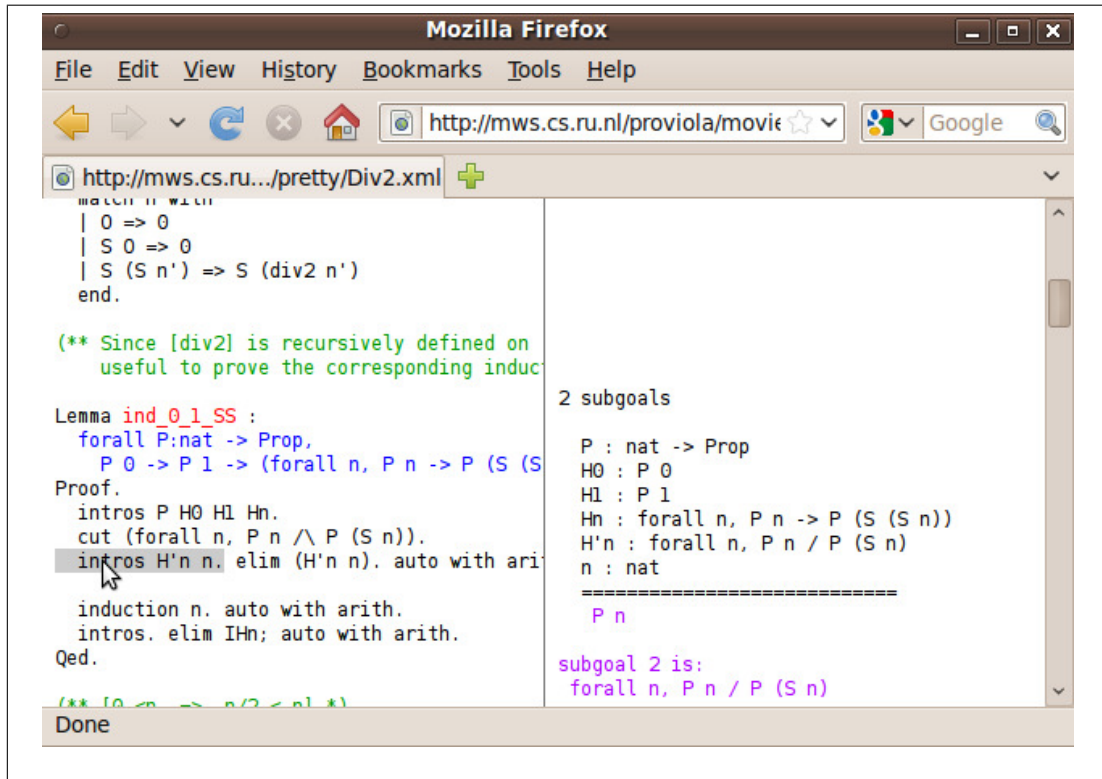 Mozilla Firefox
File Edit View History Bookmarks Tools Help
http://mws.cs.ru.nl/proviola/movie Google
http://mws.cs.ru.../pretty/Div2.xml
match n with
| O => 0
| S O => 0
| S (S n') => S (div2 n')
end.
(** Since [div2] is recursively defined on
useful to prove the corresponding induc
Lemma ind_0_1_SS :
forall P:nat -> Prop,
P 0 -> P 1 -> (forall n, P n -> P (S (S
Proof.
intros P H0 H1 Hn.
cut (forall n, P n /\ P (S n)).
intros H'n n. elim (H'n n). auto with ari
induction n. auto with arith.
intros. elim IHn; auto with arith.
Qed.
(** [0 <n -> n/2 < n] *)
2 subgoals
P : nat -> Prop
H0 : P 0
H1 : P 1
Hn : forall n, P n -> P (S (S n))
H'n : forall n, P n / P (S n)
n : nat
============================
P n
subgoal 2 is:
forall n, P n / P (S n)
Done